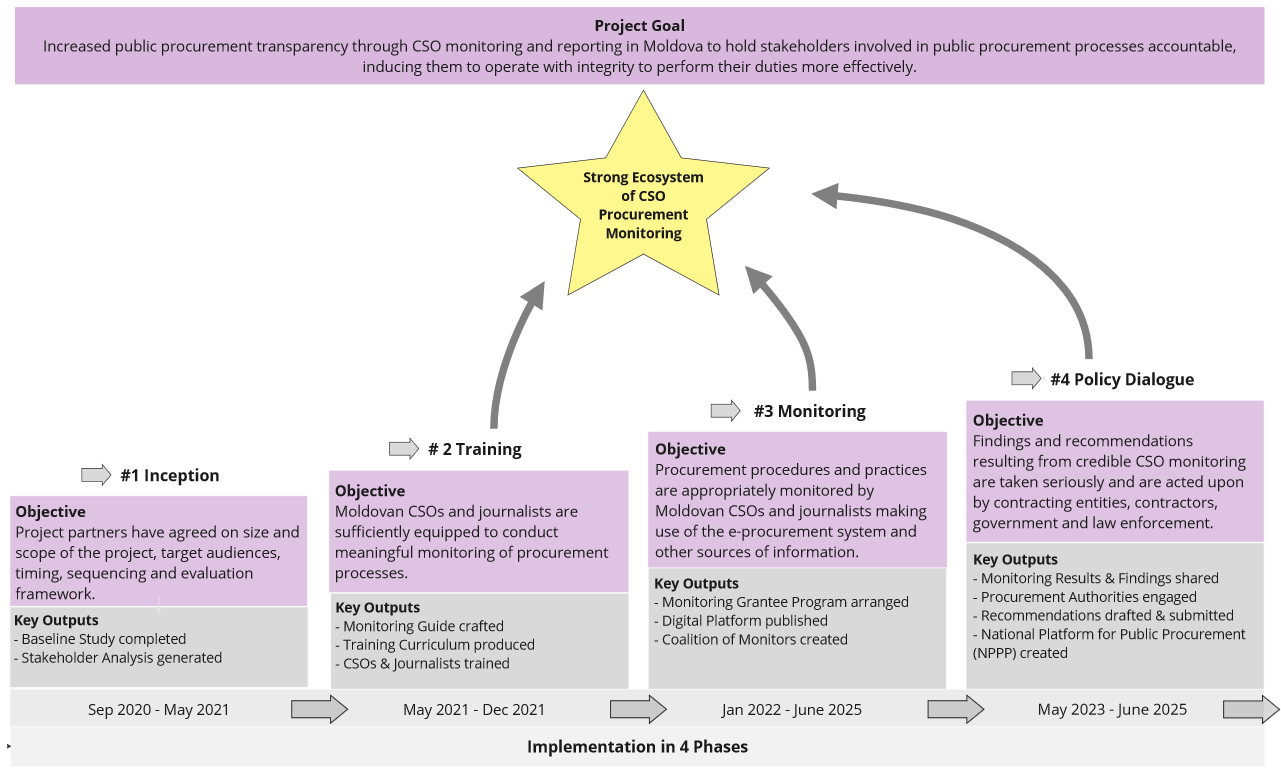 Project Goal
Increased public procurement transparency through CSO monitoring and reporting in Moldova to hold stakeholders involved in public procurement processes accountable,
inducing them to operate with integrity to perform their duties more effectively.
Strong Ecosystem
of CSO
Procurement
Monitoring
#1 Inception
Objective
Project partners have agreed on size and
scope of the project, target audiences,
timing, sequencing and evaluation
framework.
Key Outputs
- Baseline Study completed
- Stakeholder Analysis generated
# 2 Training
Objective
Moldovan CSOs and journalists are
sufficiently equipped to conduct
meaningful monitoring of procurement
processes.
Key Outputs
- Monitoring Guide crafted
- Training Curriculum produced
- CSOs & Journalists trained
#3 Monitoring
Objective
Procurement procedures and practices
are appropriately monitored by
Moldovan CSOs and journalists making
use of the e-procurement system and
other sources of information.
Key Outputs
- Monitoring Grantee Program arranged
- Digital Platform published
- Coalition of Monitors created
#4 Policy Dialogue
Objective
Findings and recommendations
resulting from credible CSO monitoring
are taken seriously and are acted upon
by contracting entities, contractors,
government and law enforcement.
Key Outputs
- Monitoring Results & Findings shared
- Procurement Authorities engaged
- Recommendations drafted & submitted
- National Platform for Public Procurement
(NPPP) created
Sep 2020 - May 2021
May 2021 - Dec 2021
Jan 2022 - June 2025
May 2023 - June 2025
Implementation in 4 Phases